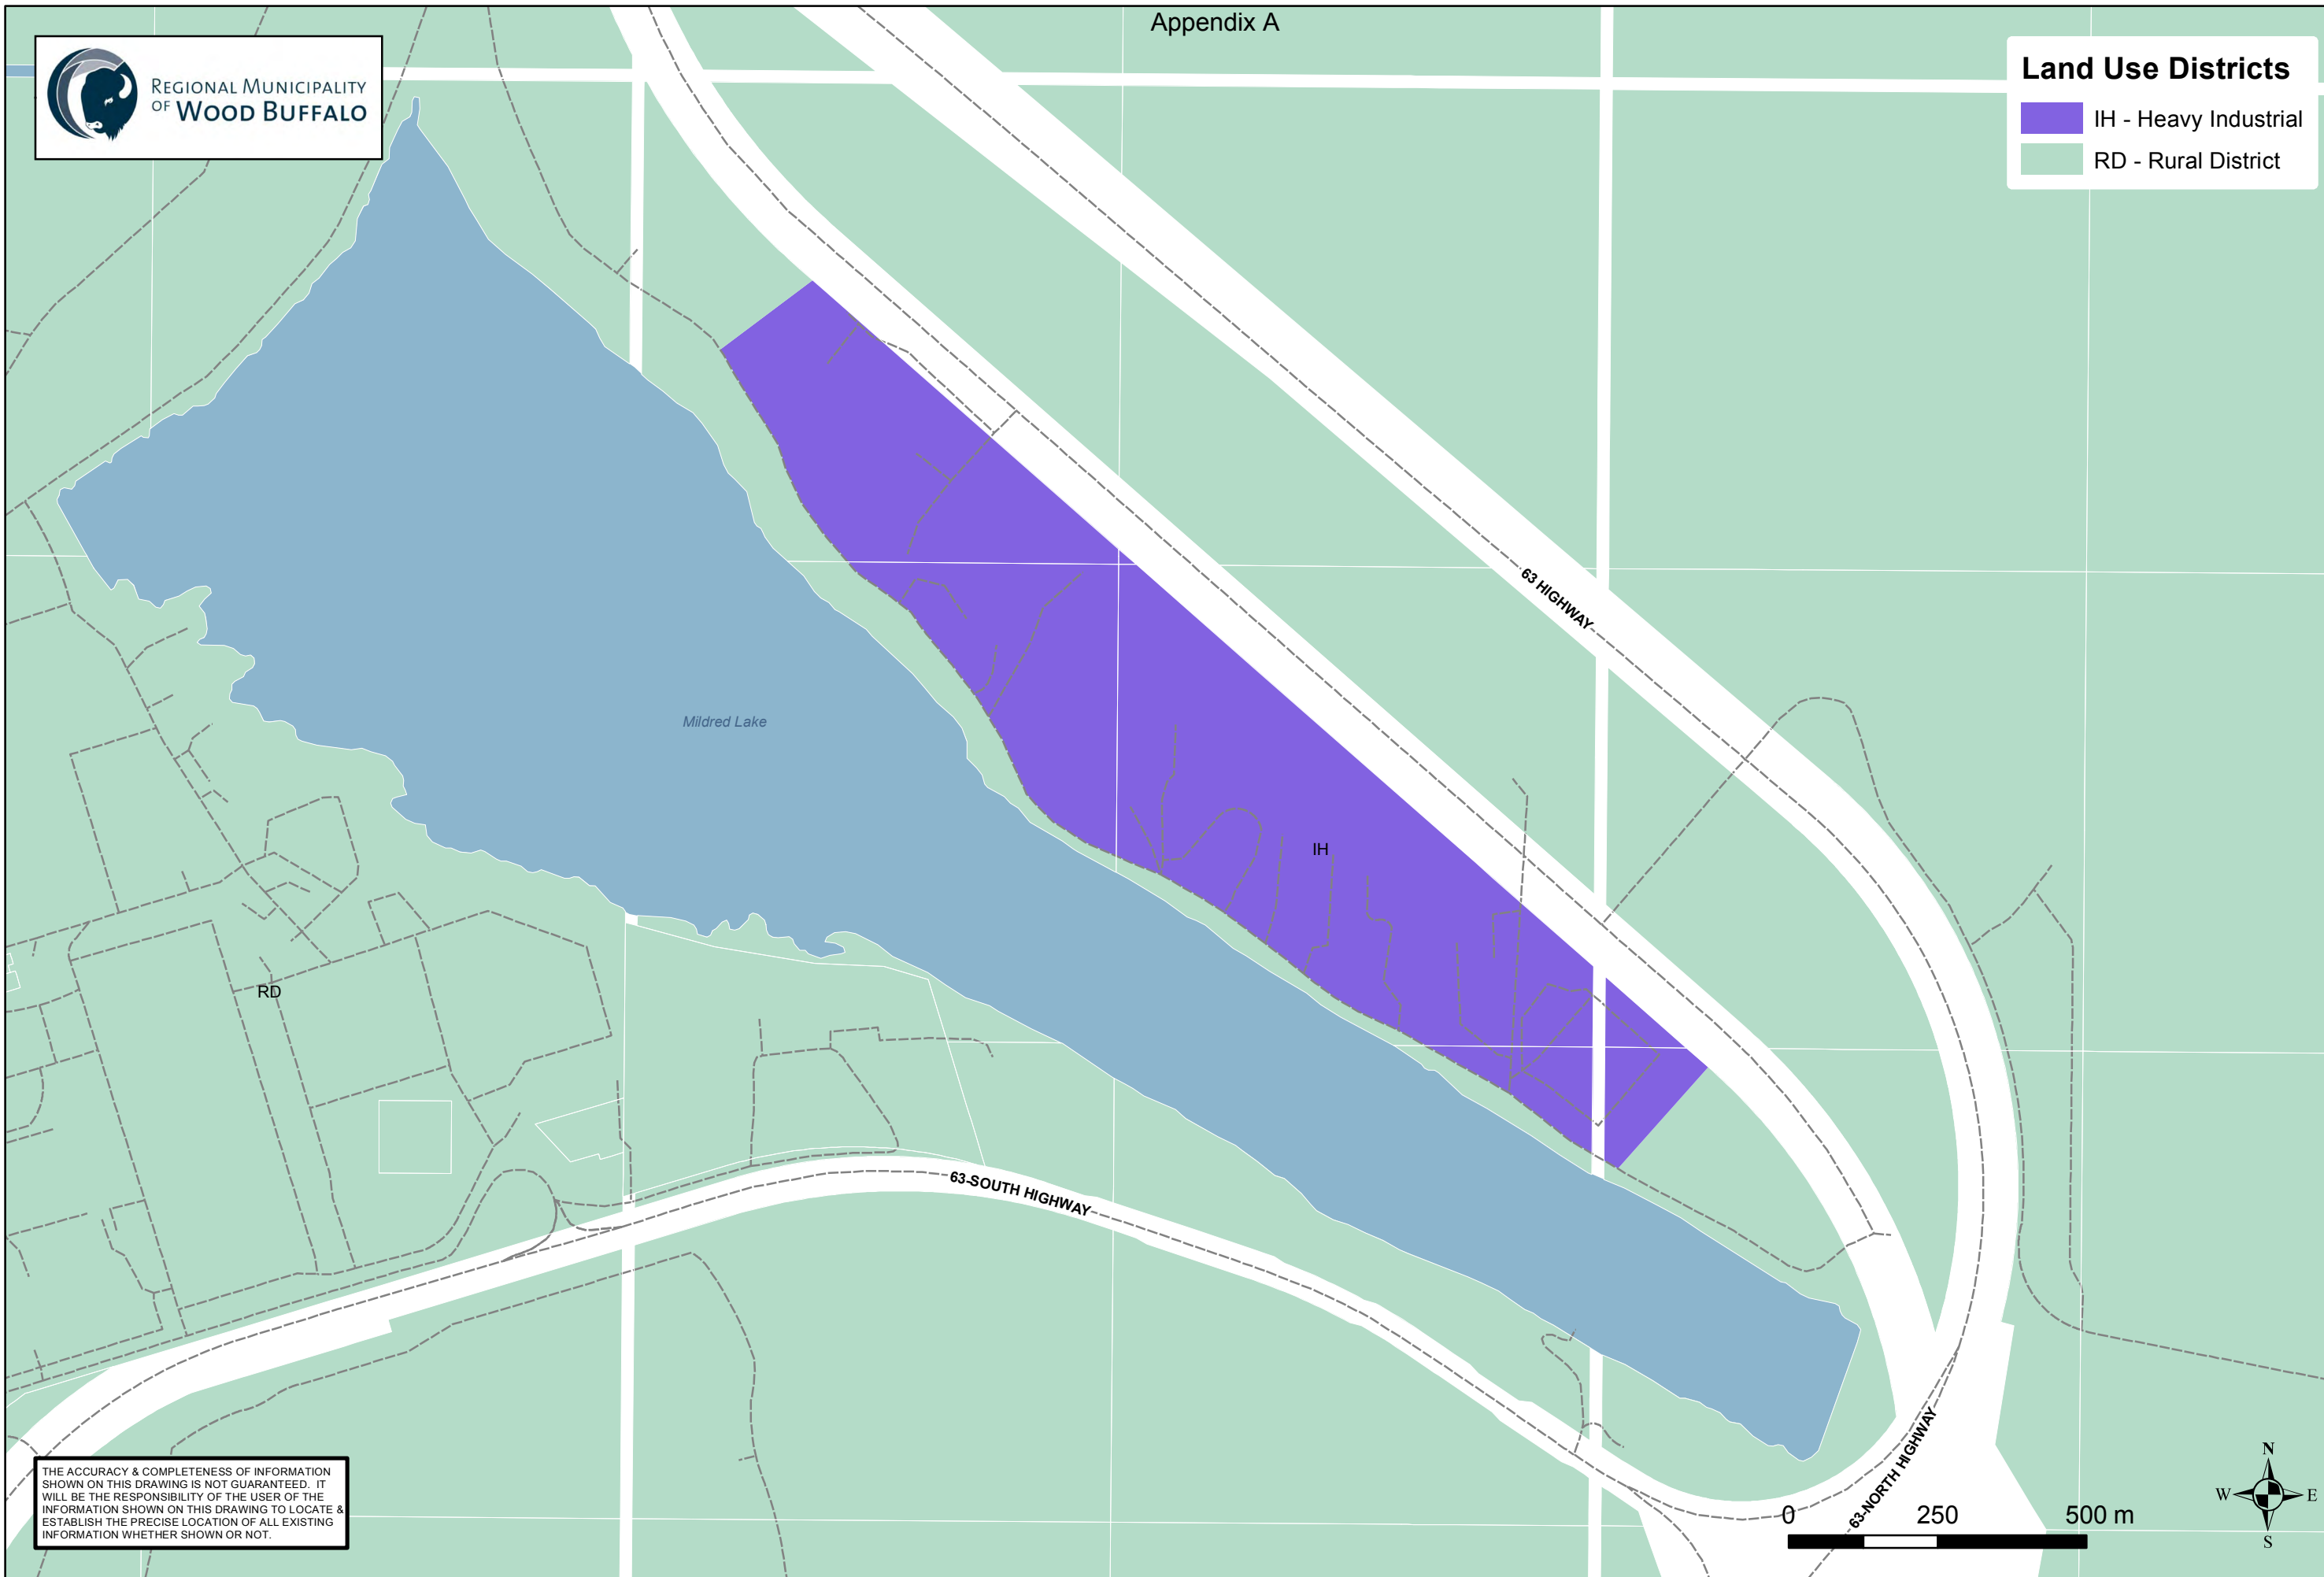 Appendix A
REGIONAL MUNICIPALITY
OF WOOD BUFFALO
Land Use Districts
IH - Heavy Industrial
RD - Rural District
63 HIGHWAY
Mildred Lake
IH
RD
63-SOUTH HIGHWAY
63-NORTH HIGHWAY
THE ACCURACY & COMPLETENESS OF INFORMATION
SHOWN ON THIS DRAWING IS NOT GUARANTEED. IT
WILL BE THE RESPONSIBILITY OF THE USER OF THE
INFORMATION SHOWN ON THIS DRAWING TO LOCATE &
ESTABLISH THE PRECISE LOCATION OF ALL EXISTING
INFORMATION WHETHER SHOWN OR NOT.
0 250 500 m
N
W E
S